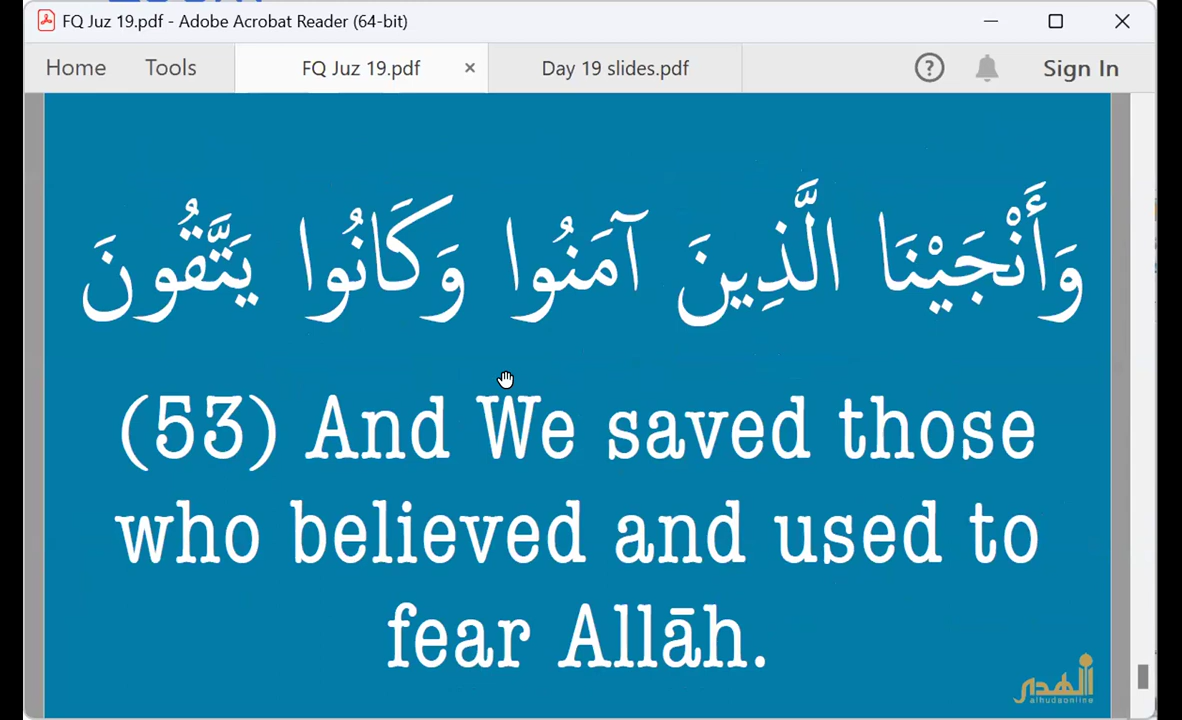 FQ Juz 19.pdf - Adobe Acrobat Reader (64-bit)
Home Tools FQ Juz 19.pdf × Day 19 slides.pdf ? Sign In
وَأَنْجَيْنَا الَّذِينَ آمَنُوا وَكَانُوا يَتَّقُونَ
(53) And We saved those
who believed and used to
fear Allāh.
الهدى
alhudaonline